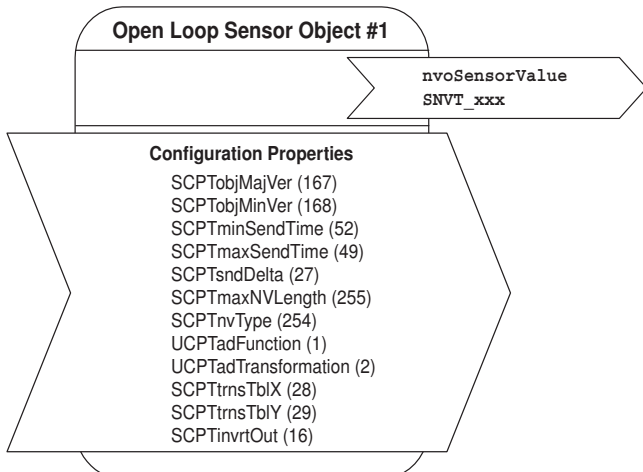 Open Loop Sensor Object #1
nvoSensorValue
SNVT_xxx
Configuration Properties
SCPTobjMajVer (167)
SCPTobjMinVer (168)
SCPTminSendTime (52)
SCPTmaxSendTime (49)
SCPTsndDelta (27)
SCPTmaxNVLength (255)
SCPTnvType (254)
UCPTadFunction (1)
UCPTadTransformation (2)
SCPTtrnsTblX (28)
SCPTtrnsTblY (29)
SCPTinvrtOut (16)